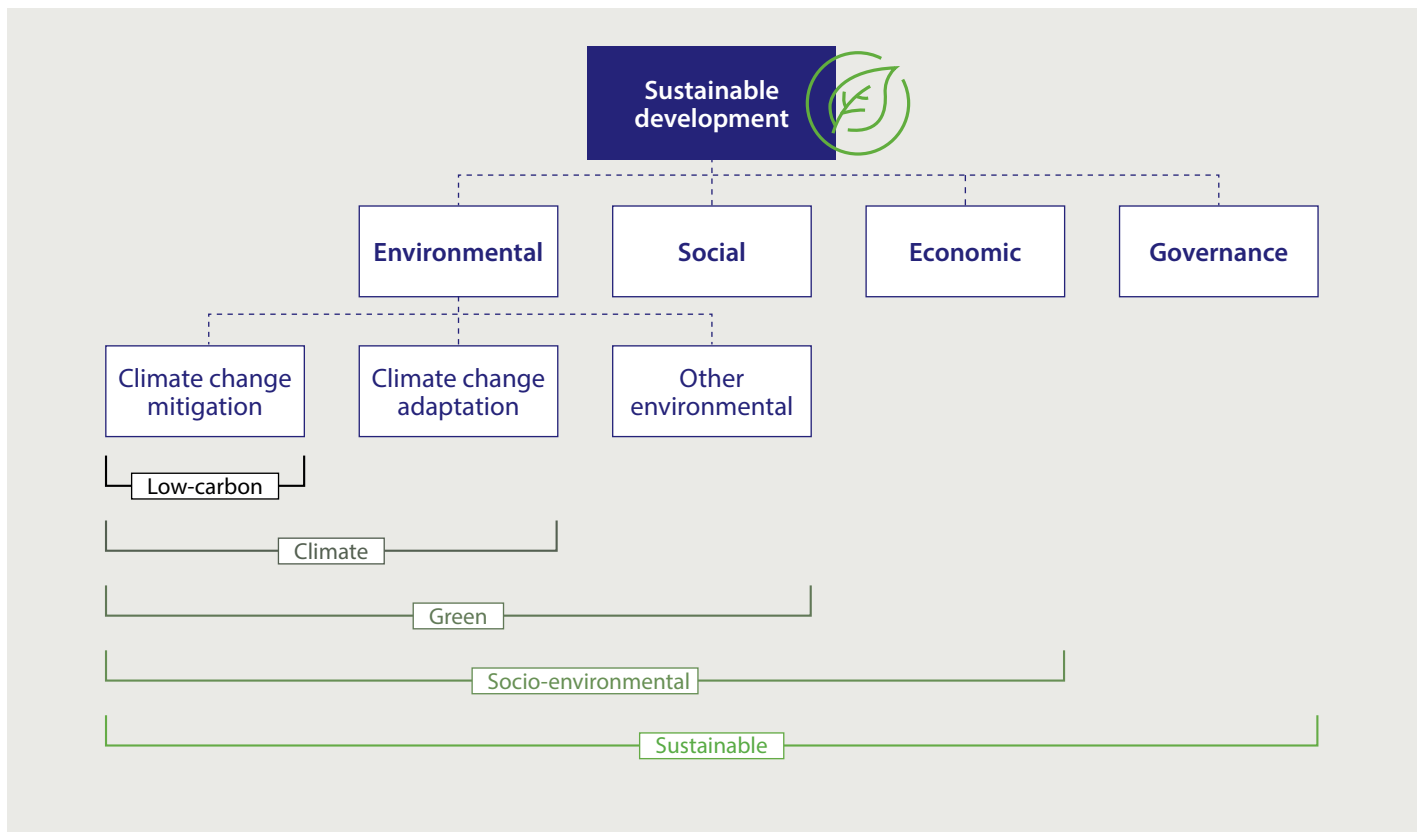 Sustainable
development
Environmental
Social
Economic
Governance
Climate change
mitigation
Climate change
adaptation
Other
environmental
Low-carbon
Climate
Green
Socio-environmental
Sustainable